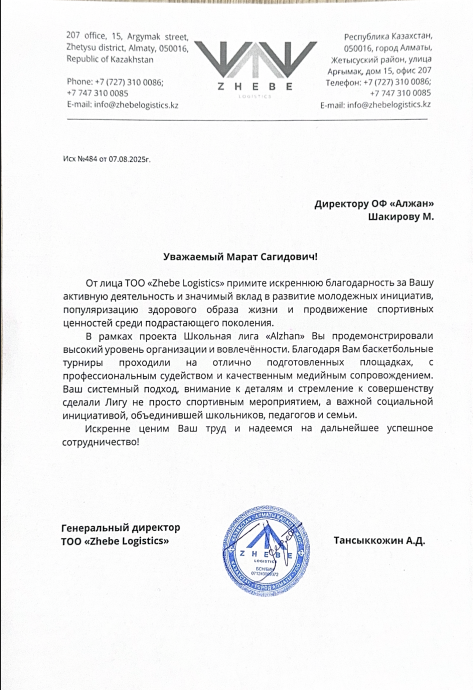 207 office, 15, Argymak street,
Zhetysu district, Almaty, 050016,
Republic of Kazakhstan
Phone: +7 (727) 310 0086;
+7 747 310 0085
E-mail: info@zhebelogistics.kz
ZHEBE
LOGISTICS
Республика Казахстан,
050016, город Алматы,
Жетысуский район, улица
Арғымақ, дом 15, офис 207
Телефон: +7 (727) 310 0086;
+7 747 310 0085
E-mail: info@zhebelogistics.kz
Исх №484 от 07.08.2025г.
Директору ОФ «Алжан»
Шакирову М.
Уважаемый Марат Сагидович!
От лица ТОО «Zhebe Logistics» примите искреннюю благодарность за Вашу
активную деятельность и значимый вклад в развитие молодежных инициатив,
популяризацию здорового образа жизни и продвижение спортивных
ценностей среди подрастающего поколения.
В рамках проекта Школьная лига «Alzhan» Вы продемонстрировали
высокий уровень организации и вовлечённости. Благодаря Вам баскетбольные
турниры проходили на отлично подготовленных площадках, с
профессиональным судейством и качественным медийным сопровождением.
Ваш системный подход, внимание к деталям и стремление к совершенству
сделали Лигу не просто спортивным мероприятием, а важной социальной
инициативой, объединившей школьников, педагогов и семьи.
Искренне ценим Ваш труд и надеемся на дальнейшее успешное
сотрудничество!
Генеральный директор
ТОО «Zhebe Logistics»
ZHEBE
LOGISTICS
Тансыккожин А.Д.